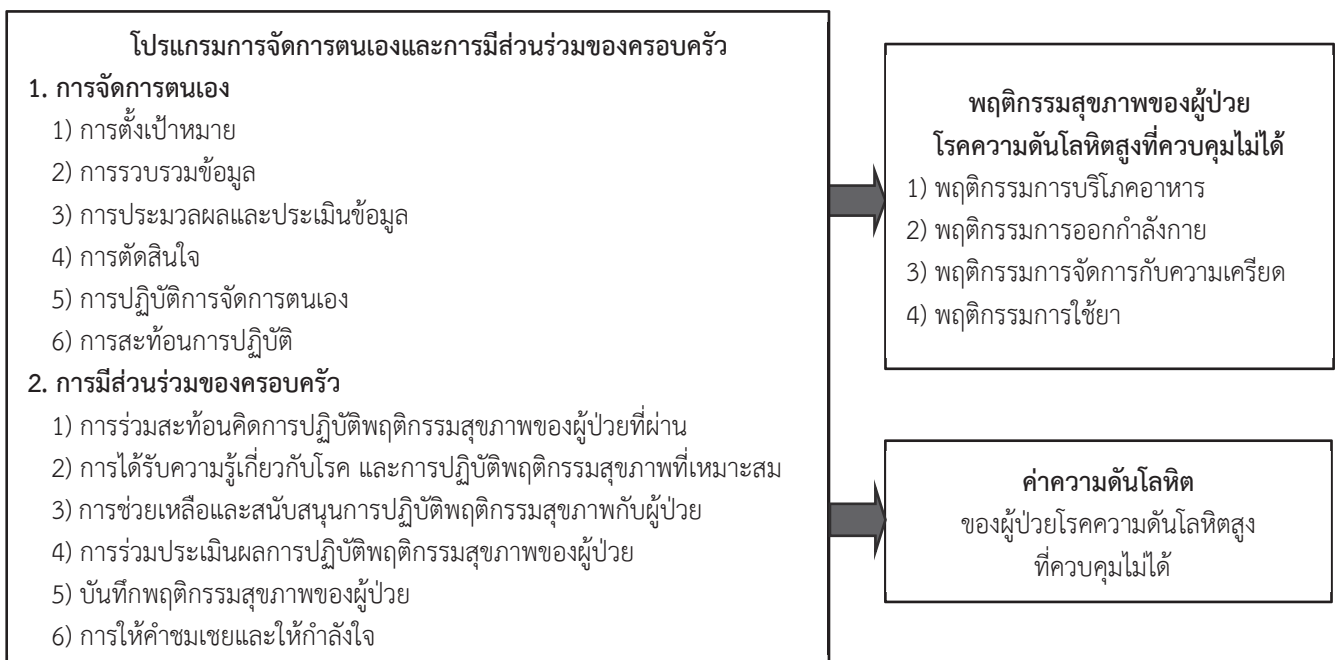 โปรแกรมการจัดการตนเองและการมีส่วนร่วมของครอบครัว
1. การจัดการตนเอง
1) การตั้งเป้าหมาย
2) การรวบรวมข้อมูล
3) การประมวลผลและประเมินข้อมูล
4) การตัดสินใจ
5) การปฏิบัติการจัดการตนเอง
6) การสะท้อนการปฏิบัติ
2. การมีส่วนร่วมของครอบครัว
1) การร่วมสะท้อนคิดการปฏิบัติพฤติกรรมสุขภาพของผู้ป่วยที่ผ่าน
2) การได้รับความรู้เกี่ยวกับโรค และการปฏิบัติพฤติกรรมสุขภาพที่เหมาะสม
3) การช่วยเหลือและสนับสนุนการปฏิบัติพฤติกรรมสุขภาพกับผู้ป่วย
4) การร่วมประเมินผลการปฏิบัติพฤติกรรมสุขภาพของผู้ป่วย
5) บันทึกพฤติกรรมสุขภาพของผู้ป่วย
6) การให้คำชมเชยและให้กำลังใจ
พฤติกรรมสุขภาพของผู้ป่วย
โรคความดันโลหิตสูงที่ควบคุมไม่ได้
1) พฤติกรรมการบริโภคอาหาร
2) พฤติกรรมการออกกำลังกาย
3) พฤติกรรมการจัดการกับความเครียด
4) พฤติกรรมการใช้ยา
ค่าความดันโลหิต
ของผู้ป่วยโรคความดันโลหิตสูง
ที่ควบคุมไม่ได้